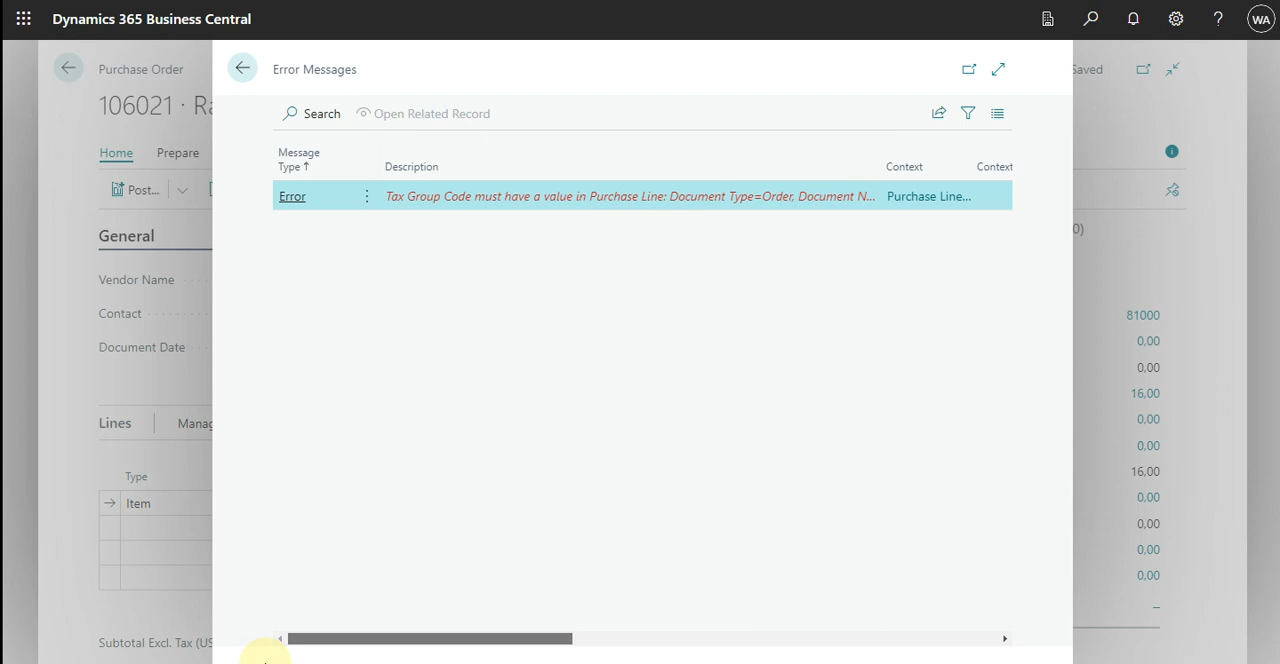 Dynamics 365 Business Central
WA
Purchase Order
Error Messages
Saved
106021 · Ra
Search
Open Related Record
Home
Prepare
Message
Type ↑
Description
Context
Context
Post...
Error
Tax Group Code must have a value in Purchase Line: Document Type=Order, Document N...
Purchase Line...
General
0)
Vendor Name
Contact
Document Date
81000
0,00
0,00
16,00
0,00
0,00
16,00
0,00
0,00
0,00
0,00
_
Lines
Manag
Type
Item
Subtotal Excl. Tax (US